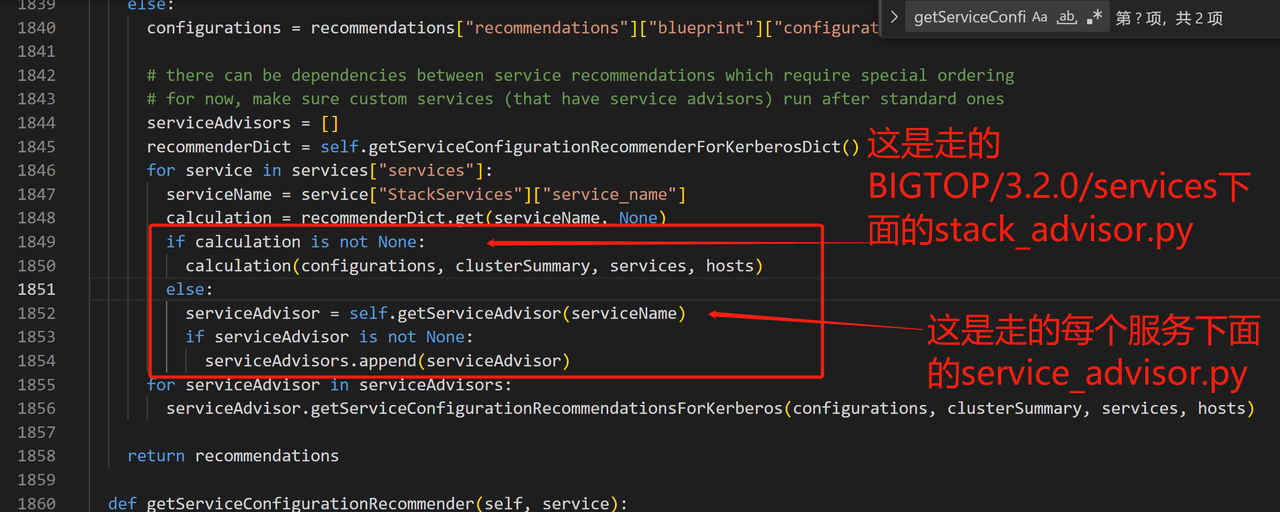 1839 else:
getServiceConfi Aa ab .* 第 ? 项，共 2 项
1840 configurations = recommendations["recommendations"]["blueprint"]["configurat
1841
1842 # there can be dependencies between service recommendations which require special ordering
1843 # for now, make sure custom services (that have service advisors) run after standard ones
1844 serviceAdvisors = []
1845 recommenderDict = self.getServiceConfigurationRecommenderForKerberosDict()
1846 for service in services["services"]:
1847 serviceName = service["StackServices"]["service_name"]
1848 calculation = recommenderDict.get(serviceName, None)
1849 if calculation is not None:
1850 calculation(configurations, clusterSummary, services, hosts)
1851 else:
1852 serviceAdvisor = self.getServiceAdvisor(serviceName)
1853 if serviceAdvisor is not None:
1854 serviceAdvisors.append(serviceAdvisor)
1855 for serviceAdvisor in serviceAdvisors:
1856 serviceAdvisor.getServiceConfigurationRecommendationsForKerberos(configurations, clusterSummary, services, hosts)
1857
1858 return recommendations
1859
1860 def getServiceConfigurationRecommender(self, service):
这是走的
BIGTOP/3.2.0/services下
面的stack_advisor.py
这是走的每个服务下面
的service_advisor.py